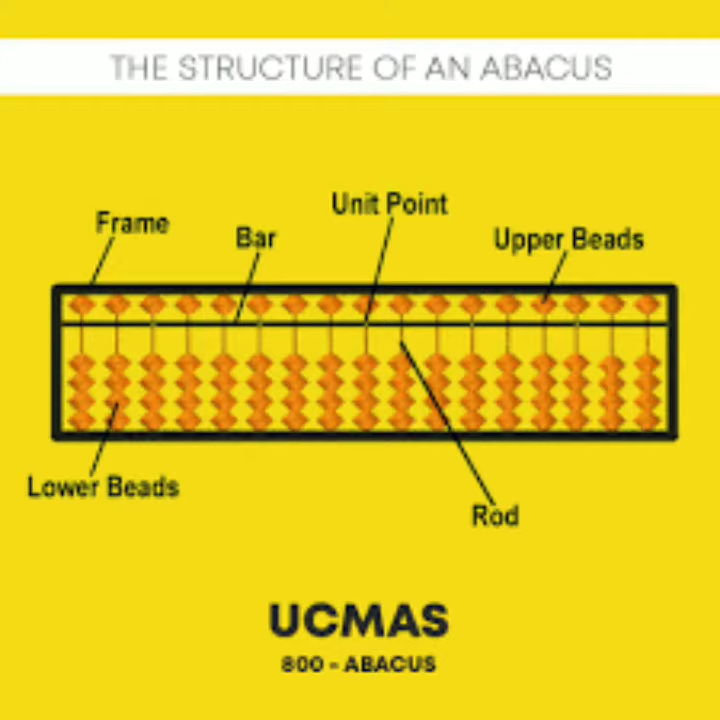 THE STRUCTURE OF AN ABACUS
Unit Point
Frame
Bar
Upper Beads
Lower Beads
Rod
UCMAS
800 - ABACUS